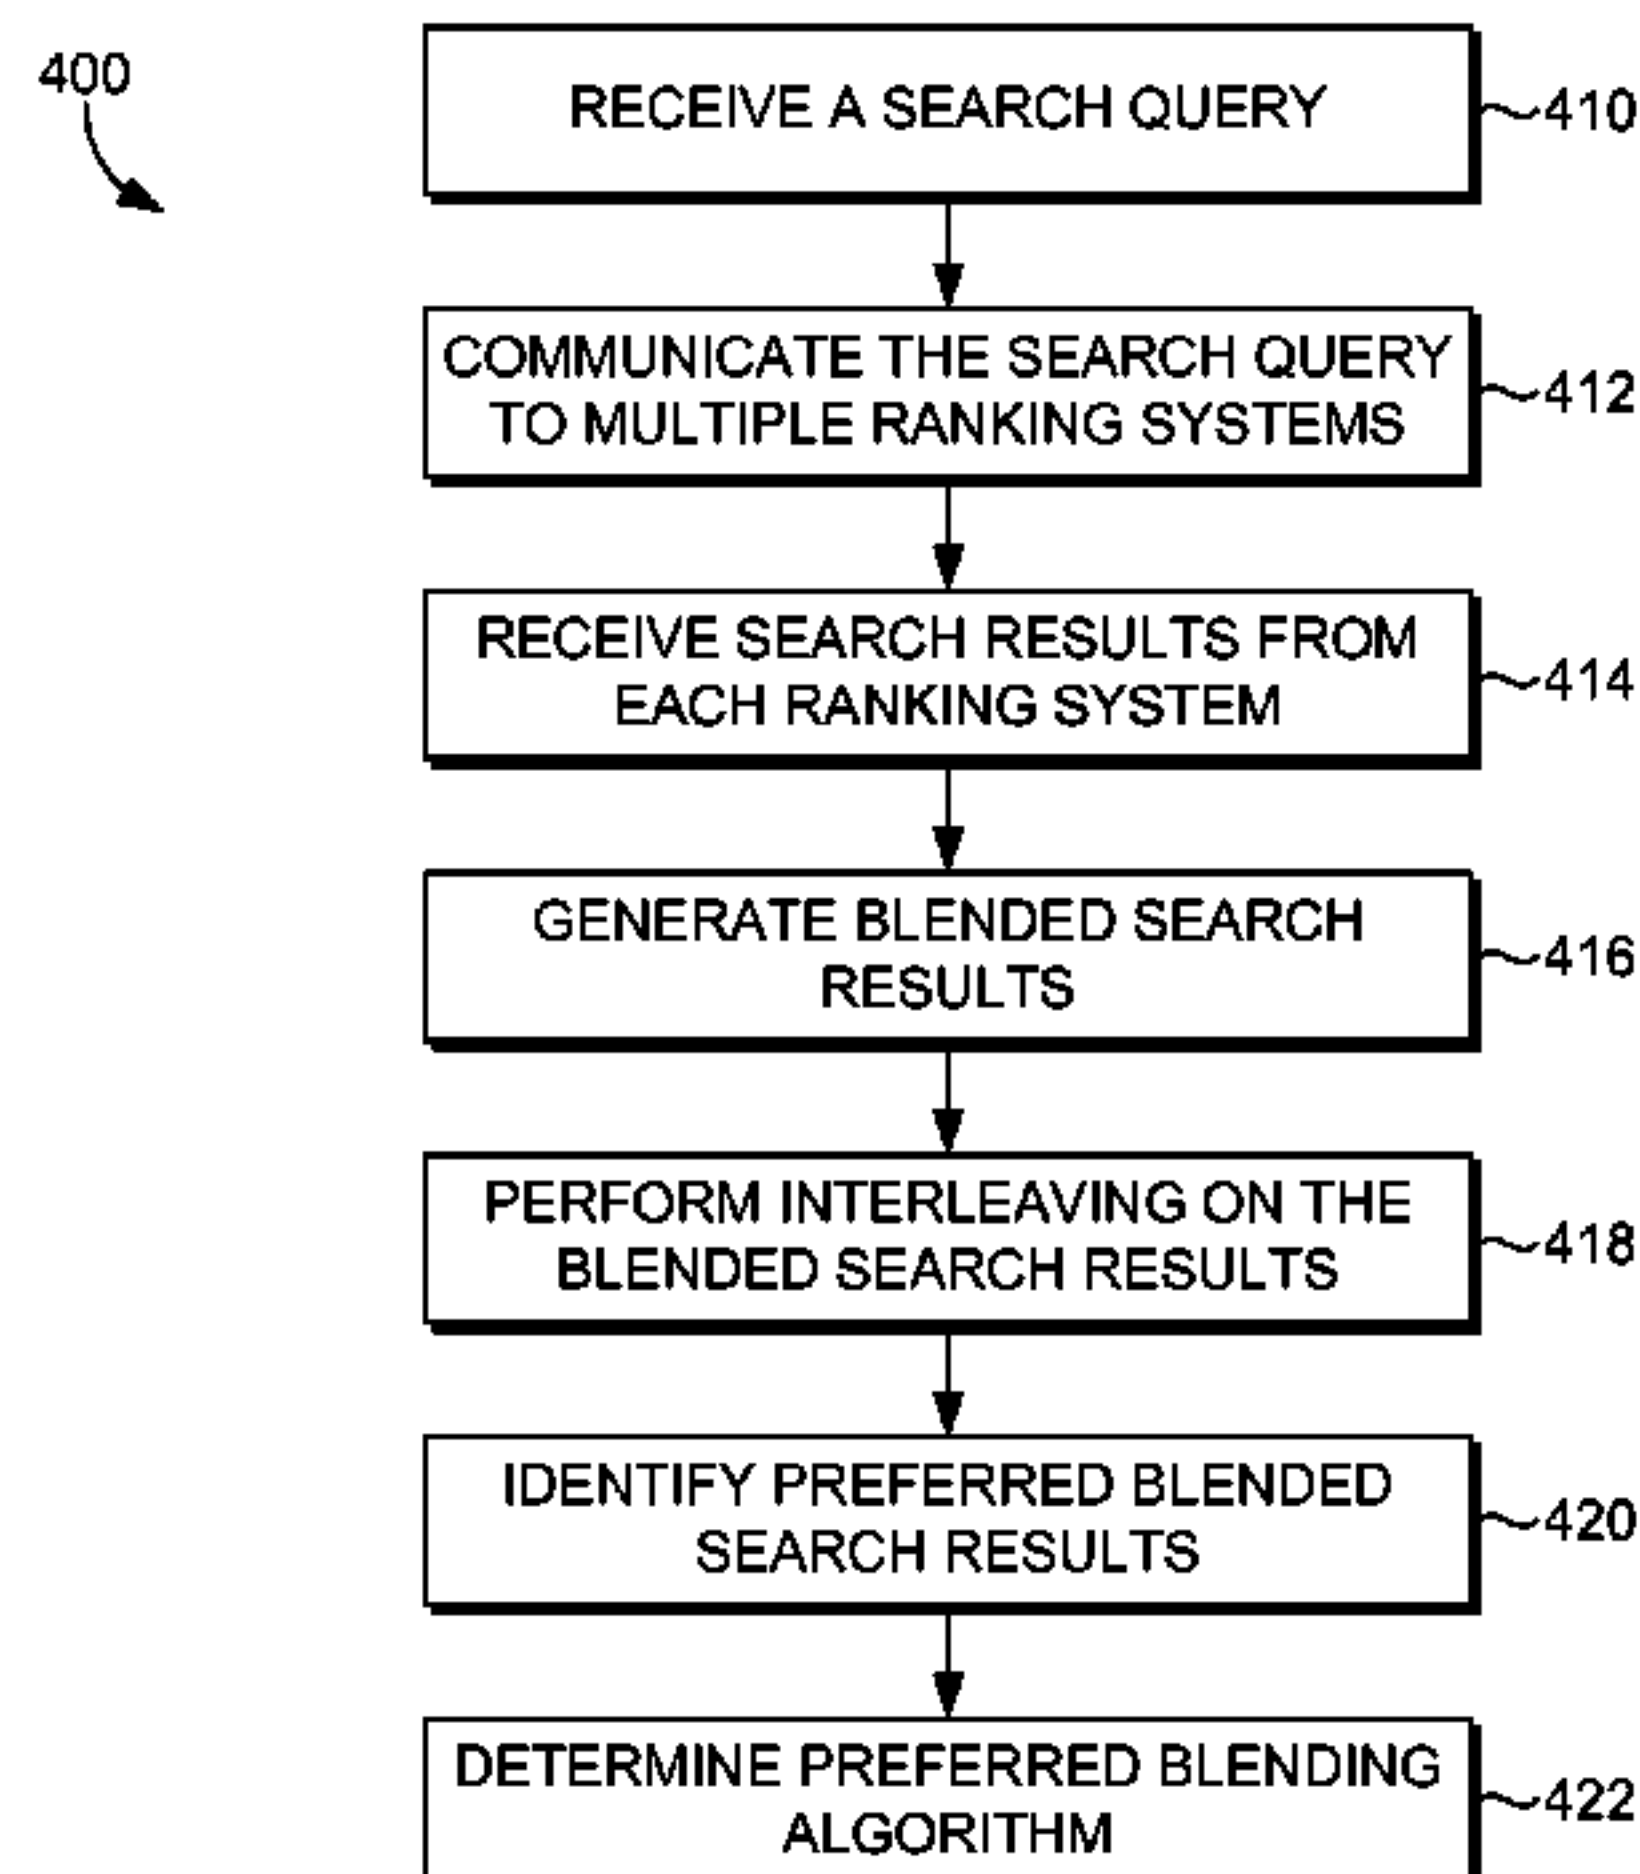 400
RECEIVE A SEARCH QUERY
410
COMMUNICATE THE SEARCH QUERY
TO MULTIPLE RANKING SYSTEMS
412
RECEIVE SEARCH RESULTS FROM
EACH RANKING SYSTEM
414
GENERATE BLENDED SEARCH
RESULTS
416
PERFORM INTERLEAVING ON THE
BLENDED SEARCH RESULTS
418
IDENTIFY PREFERRED BLENDED
SEARCH RESULTS
420
DETERMINE PREFERRED BLENDING
ALGORITHM
422